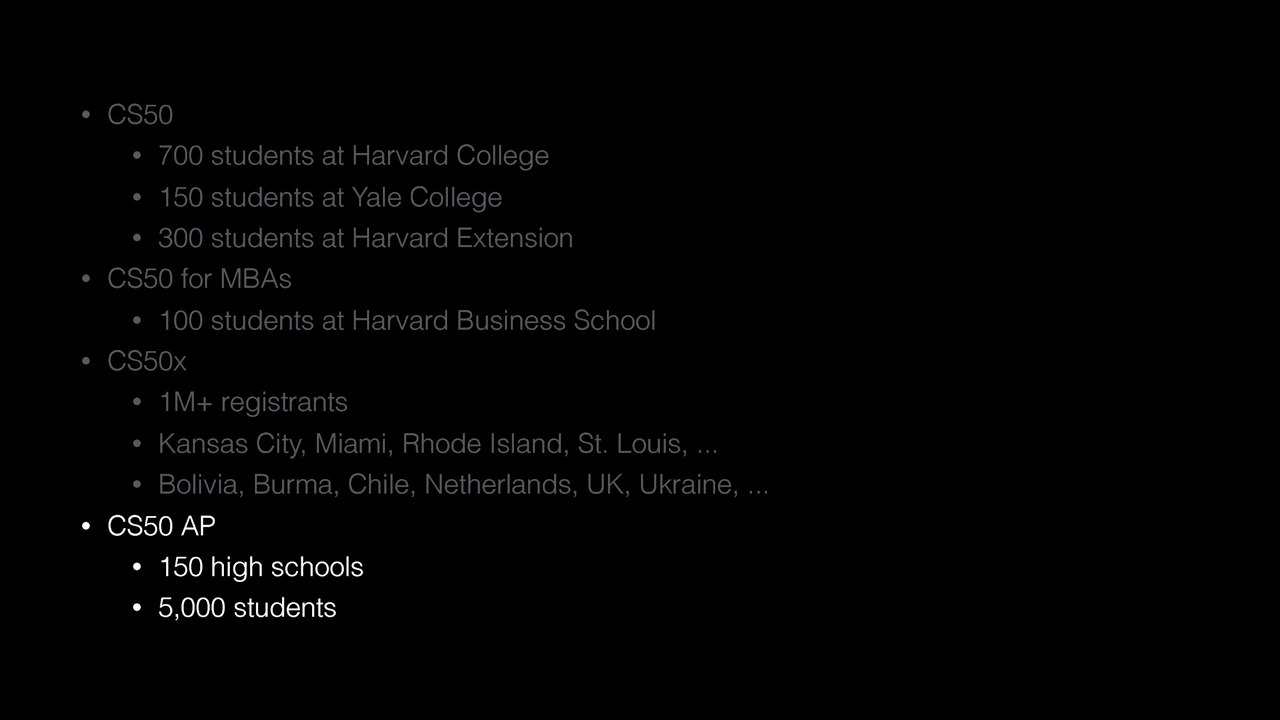 • CS50
• 700 students at Harvard College
• 150 students at Yale College
• 300 students at Harvard Extension
• CS50 for MBAs
• 100 students at Harvard Business School
• CS50x
• 1M+ registrants
• Kansas City, Miami, Rhode Island, St. Louis, ...
• Bolivia, Burma, Chile, Netherlands, UK, Ukraine, ...
• CS50 AP
• 150 high schools
• 5,000 students